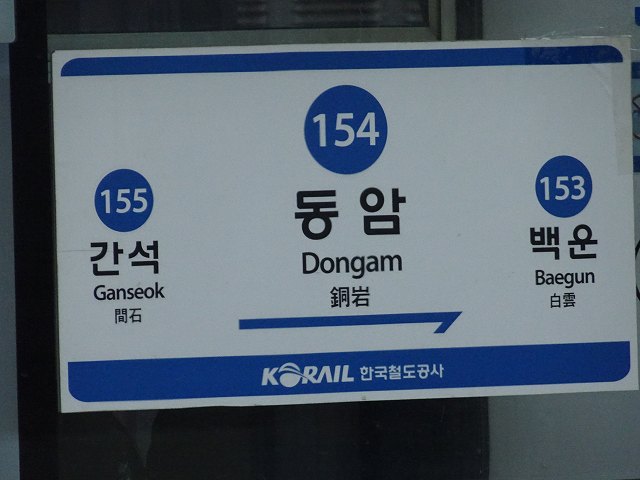 154
동암
Dongam
銅岩
155
간석
Ganseok
間石
153
백운
Baegun
白雲
KORAIL 한국철도공사